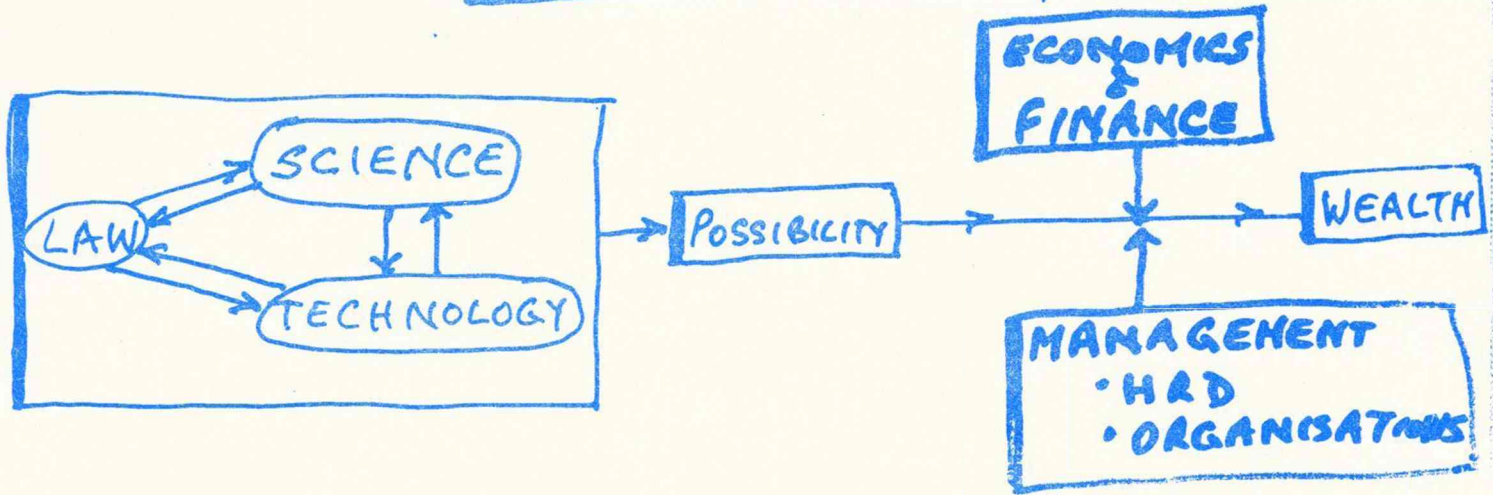 ECONOMICS
&
FINANCE
SCIENCE
LAW
TECHNOLOGY
POSSIBILITY
WEALTH
MANAGEMENT
• HRD
• ORGANISATIONS